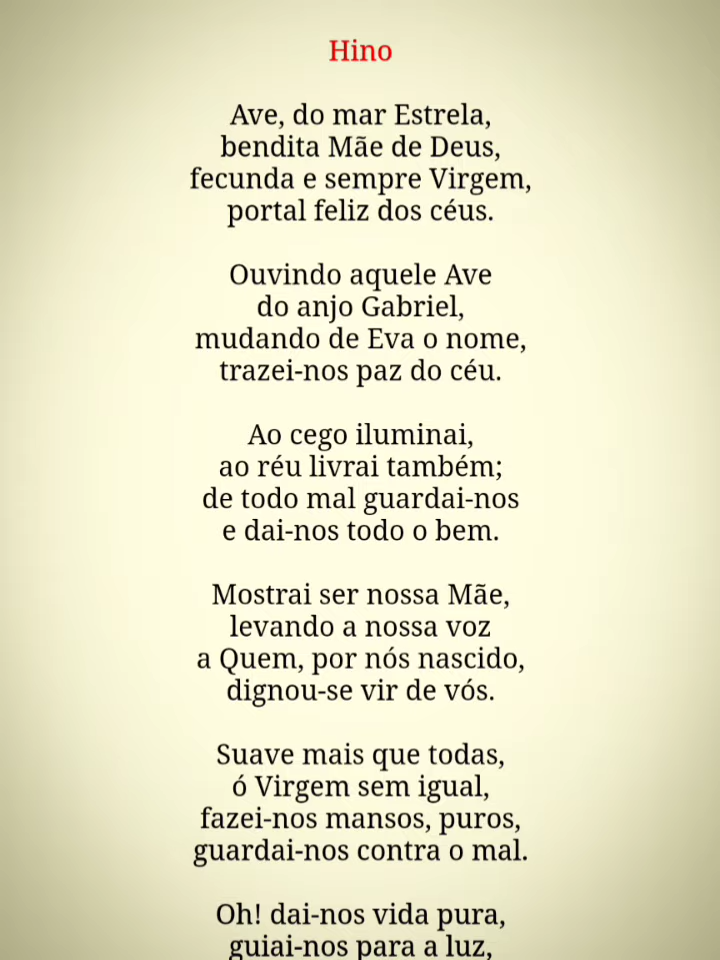 Hino
Ave, do mar Estrela,
bendita Mãe de Deus,
fecunda e sempre Virgem,
portal feliz dos céus.
Ouvindo aquele Ave
do anjo Gabriel,
mudando de Eva o nome,
trazei-nos paz do céu.
Ao cego iluminai,
ao réu livrai também;
de todo mal guardai-nos
e dai-nos todo o bem.
Mostrai ser nossa Mãe,
levando a nossa voz
a Quem, por nós nascido,
dignou-se vir de vós.
Suave mais que todas,
ó Virgem sem igual,
fazei-nos mansos, puros,
guardai-nos contra o mal.
Oh! dai-nos vida pura,
guiai-nos para a luz,